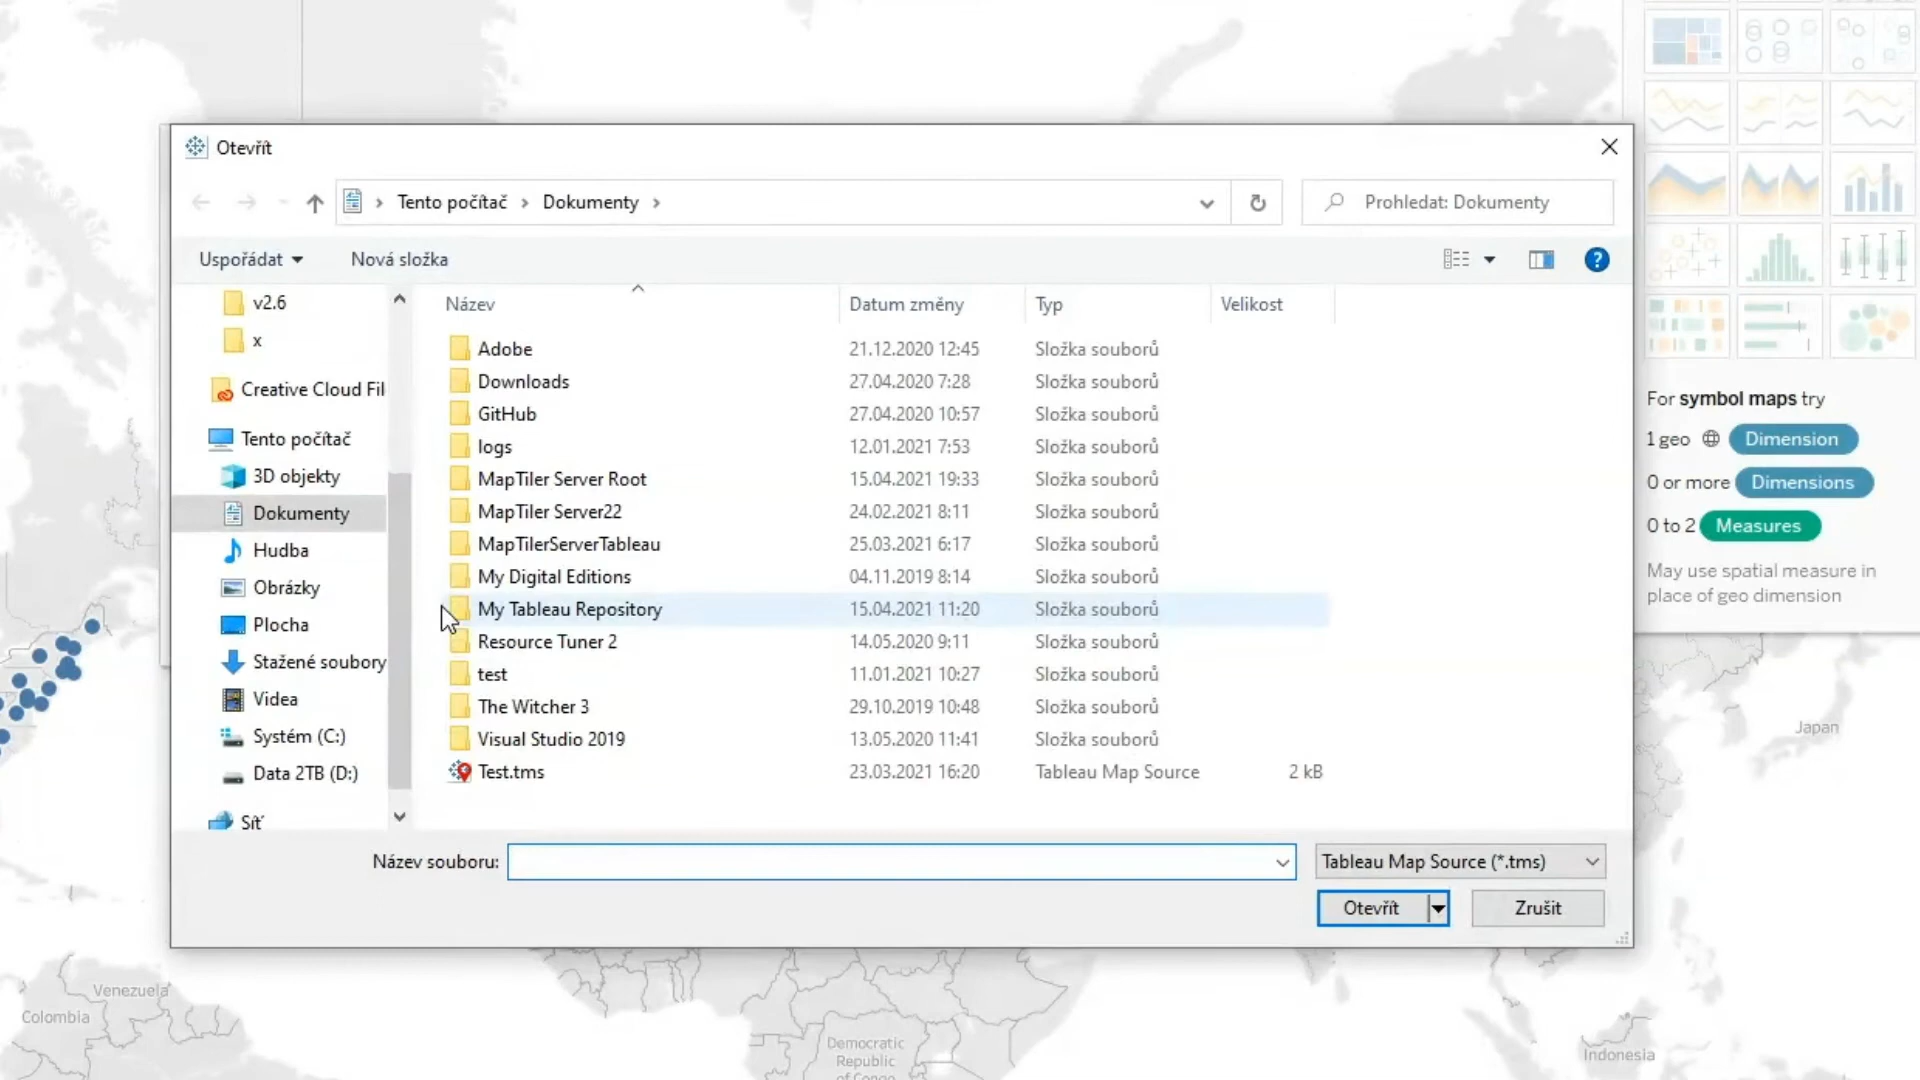 Otevřít
Tento počítač
Dokumenty
Prohledat: Dokumenty
Uspořádat
Nová složka
v2.6
x
Creative Cloud Fil
Tento počítač
3D objekty
Dokumenty
Hudba
Obrázky
Plocha
Stažené soubory
Videa
Systém (C:)
Data 2TB (D:)
Síť
Název Datum změny Typ Velikost
Adobe 21.12.2020 12:45 Složka souborů
Downloads 27.04.2020 7:28 Složka souborů
GitHub 27.04.2020 10:57 Složka souborů
logs 12.01.2021 7:53 Složka souborů
MapTiler Server Root 15.04.2021 19:33 Složka souborů
MapTiler Server22 24.02.2021 8:11 Složka souborů
MapTilerServerTableau 25.03.2021 6:17 Složka souborů
My Digital Editions 04.11.2019 8:14 Složka souborů
My Tableau Repository 15.04.2021 11:20 Složka souborů
Resource Tuner 2 14.05.2020 9:11 Složka souborů
test 11.01.2021 10:27 Složka souborů
The Witcher 3 29.10.2019 10:48 Složka souborů
Visual Studio 2019 13.05.2020 11:41 Složka souborů
Test.tms 23.03.2021 16:20 Tableau Map Source 2 kB
Název souboru:
Tableau Map Source (*.tms)
Otevřít
Zrušit
For symbol maps try
1 geo Dimension
0 or more Dimensions
0 to 2 Measures
May use spatial measure in
place of geo dimension
Japan
Venezuela
Colombia
Democratic
Republic
of Congo
Indonesia